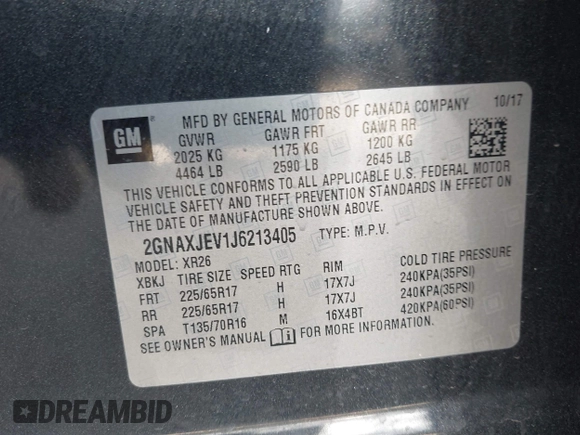 MFD BY GENERAL MOTORS OF CANADA COMPANY 10/17
GM
GVWR GAWR FRT GAWR RR
2025 KG 1175 KG 1200 KG
4464 LB 2590 LB 2645 LB
THIS VEHICLE CONFORMS TO ALL APPLICABLE U.S. FEDERAL MOTOR
VEHICLE SAFETY AND THEFT PREVENTION STANDARDS IN EFFECT ON
THE DATE OF MANUFACTURE SHOWN ABOVE.
2GNAXJEV1J6213405 TYPE: M.P.V.
MODEL: XR26
XBKJ TIRE SIZE SPEED RTG RIM COLD TIRE PRESSURE
FRT 225/65R17 H 17X7J 240KPA(35PSI)
RR 225/65R17 H 17X7J 240KPA(35PSI)
SPA T135/70R16 M 16X4BT 420KPA(60PSI)
SEE OWNER'S MANUAL FOR MORE INFORMATION.
DREAMBID